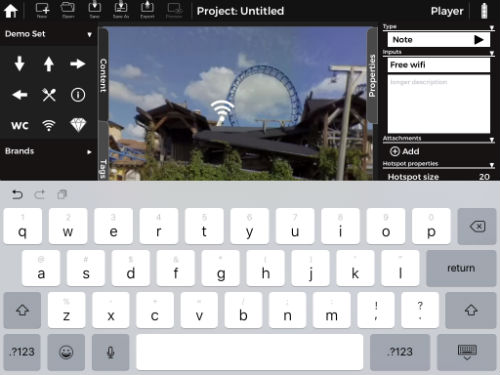 Project: Untitled
Player
New
Open
Save
Save As
Export
Preview
Demo Set
WC
Brands
Content
Tags
Properties
Type
Note
Inputs
Free wifi
longer description
Attachments
Add
Hotspot properties
Hotspot size 20
1 2 3 4 5 6 7 8 9 0
q w e r t y u i o p
@ # $ & * ( ) ' "
a s d f g h j k l
return
% - + = / ; : ! ?
z x c v b n m , .
.?123
.?123